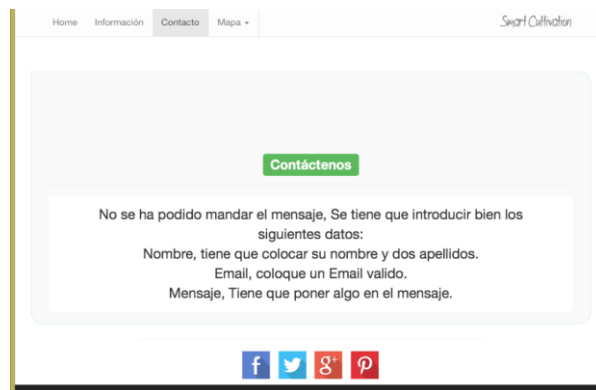 Home Información Contacto Mapa Smart Cultivation
Contáctenos
No se ha podido mandar el mensaje, Se tiene que introducir bien los
siguientes datos:
Nombre, tiene que colocar su nombre y dos apellidos.
Email, coloque un Email valido.
Mensaje, Tiene que poner algo en el mensaje.